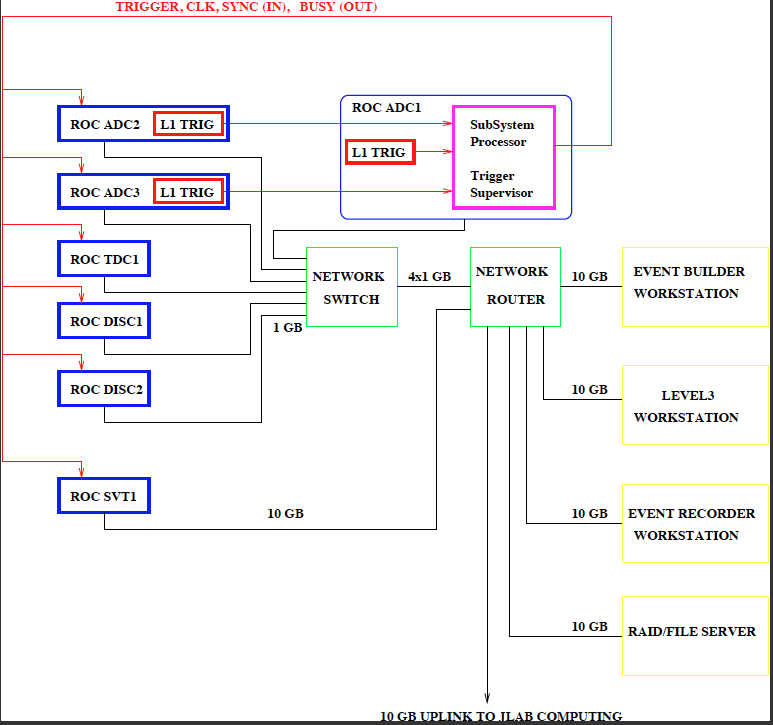 TRIGGER, CLK, SYNC (IN), BUSY (OUT)
ROC ADC1
ROC ADC2
L1 TRIG
SubSystem
Processor
L1 TRIG
Trigger
Supervisor
ROC ADC3
L1 TRIG
ROC TDC1
NETWORK
SWITCH
4x1 GB
NETWORK
ROUTER
10 GB
EVENT BUILDER
WORKSTATION
ROC DISC1
1 GB
ROC DISC2
10 GB
LEVEL3
WORKSTATION
ROC SVT1
10 GB
10 GB
EVENT RECORDER
WORKSTATION
10 GB
RAID/FILE SERVER
10 GB UPLINK TO JLAB COMPUTING